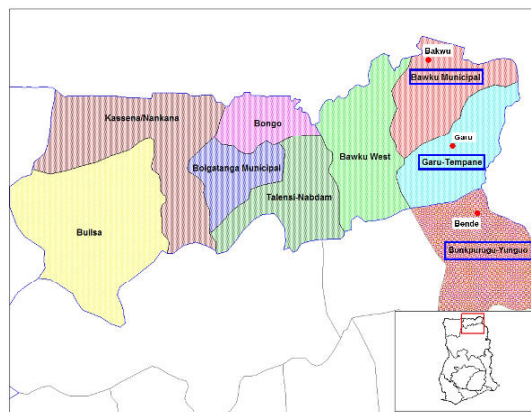 Bakwu
Bawku Municipal
Kassena/Nankana
Bongo
Garu
Bolgatanga Municipal
Bawku West
Garu-Tempane
Talensi-Nabdam
Bende
Builsa
Bunkpurugu-Yunguo